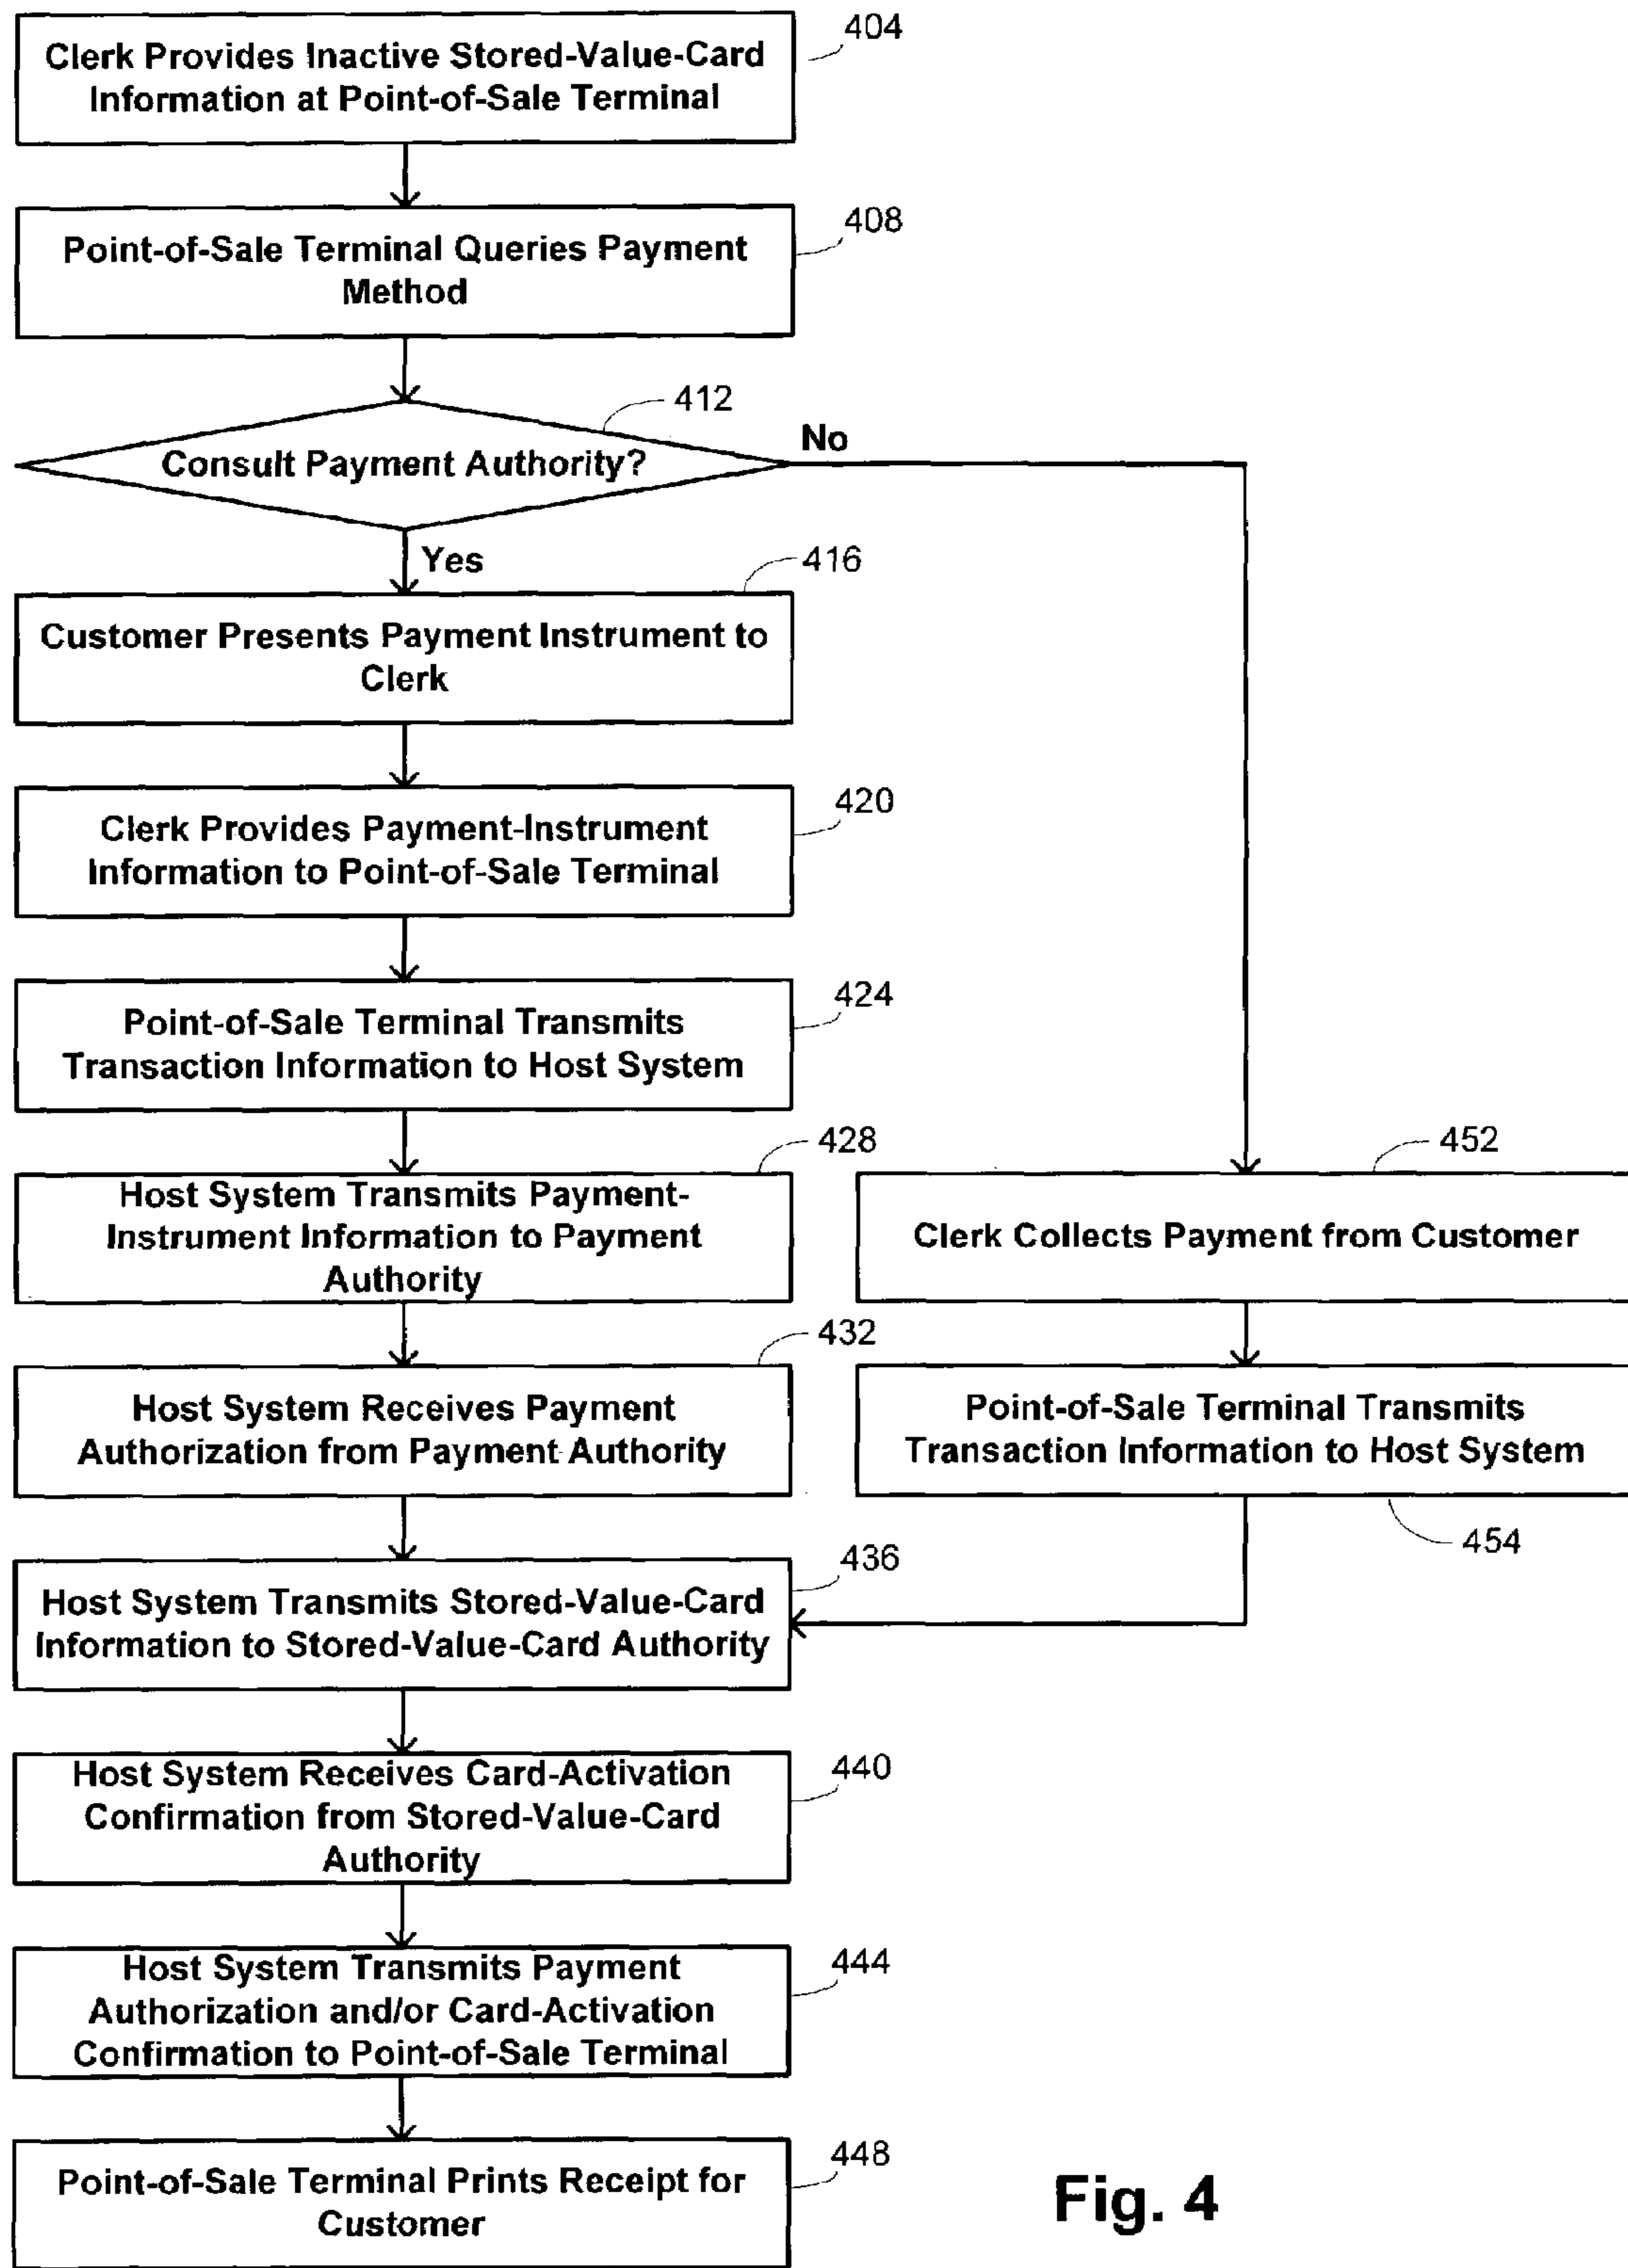 404
Clerk Provides Inactive Stored-Value-Card
Information at Point-of-Sale Terminal
408
Point-of-Sale Terminal Queries Payment
Method
412
Consult Payment Authority?
No
Yes
416
Customer Presents Payment Instrument to
Clerk
420
Clerk Provides Payment-Instrument
Information to Point-of-Sale Terminal
424
Point-of-Sale Terminal Transmits
Transaction Information to Host System
428
Host System Transmits Payment-
Instrument Information to Payment
Authority
452
Clerk Collects Payment from Customer
432
Host System Receives Payment
Authorization from Payment Authority
Point-of-Sale Terminal Transmits
Transaction Information to Host System
454
436
Host System Transmits Stored-Value-Card
Information to Stored-Value-Card Authority
440
Host System Receives Card-Activation
Confirmation from Stored-Value-Card
Authority
444
Host System Transmits Payment
Authorization and/or Card-Activation
Confirmation to Point-of-Sale Terminal
448
Point-of-Sale Terminal Prints Receipt for
Customer
Fig. 4